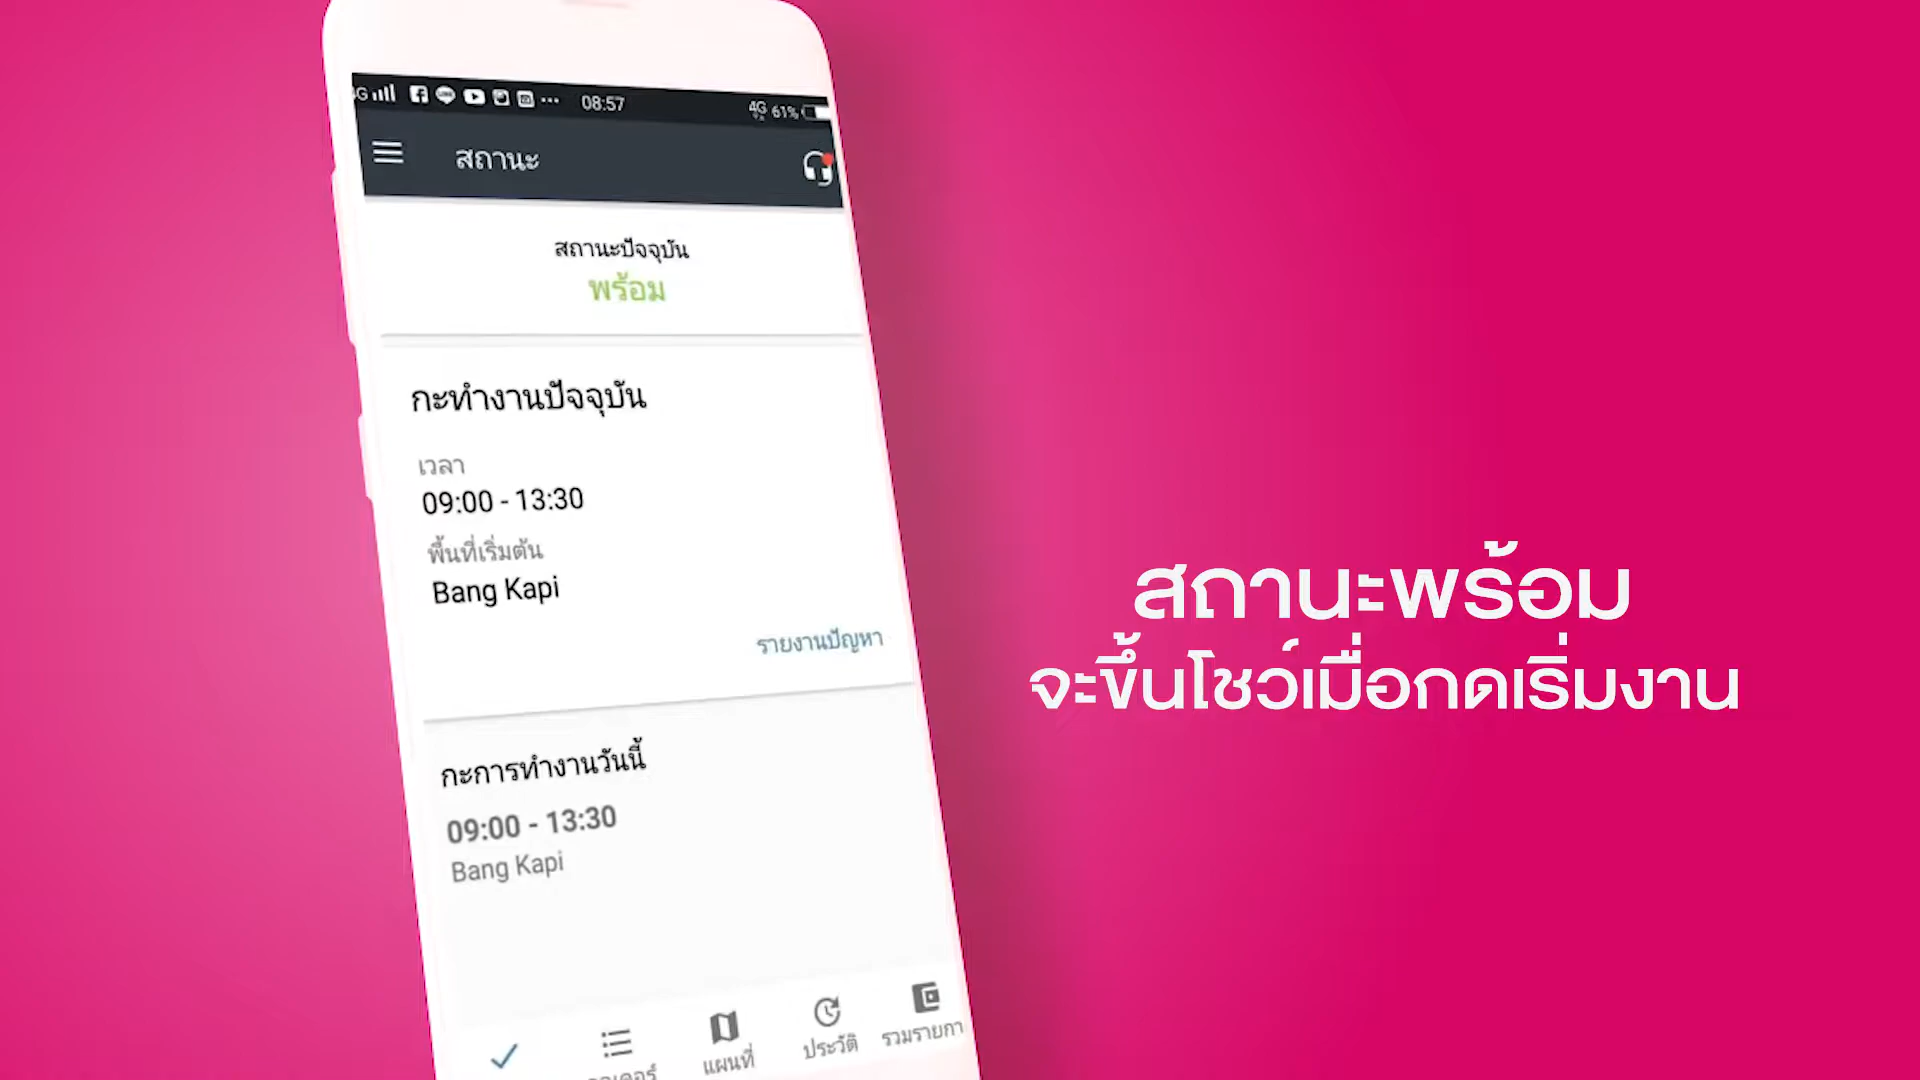 08:57
4G 61%
สถานะ
สถานะปัจจุบัน
พร้อม
กะทำงานปัจจุบัน
เวลา
09:00 - 13:30
พื้นที่เริ่มต้น
Bang Kapi
รายงานปัญหา
กะการทำงานวันนี้
09:00 - 13:30
Bang Kapi
แผนที่
ประวัติ
สถานะพร้อม
จะขึ้นโชว์เมื่อกดเริ่มงาน